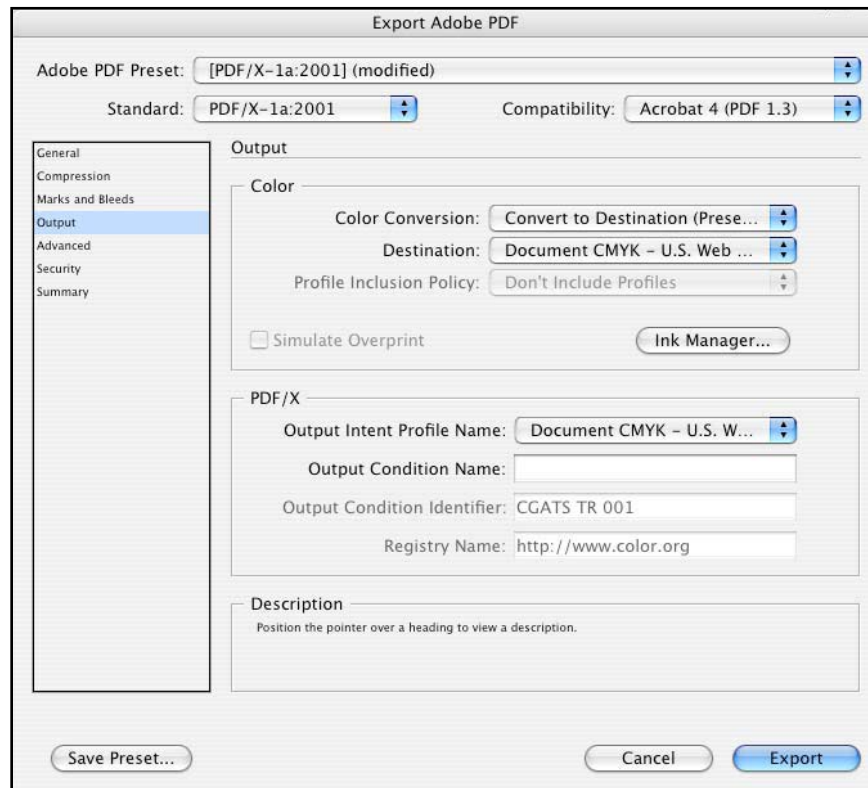 Export Adobe PDF
Adobe PDF Preset: [PDF/X-1a:2001] (modified)
Standard: PDF/X-1a:2001 Compatibility: Acrobat 4 (PDF 1.3)
General
Compression
Marks and Bleeds
Output
Advanced
Security
Summary
Output
Color
Color Conversion: Convert to Destination (Prese...
Destination: Document CMYK - U.S. Web ...
Profile Inclusion Policy: Don't Include Profiles
Simulate Overprint Ink Manager...
PDF/X
Output Intent Profile Name: Document CMYK - U.S. W...
Output Condition Name:
Output Condition Identifier: CGATS TR 001
Registry Name: http://www.color.org
Description
Position the pointer over a heading to view a description.
Save Preset... Cancel Export